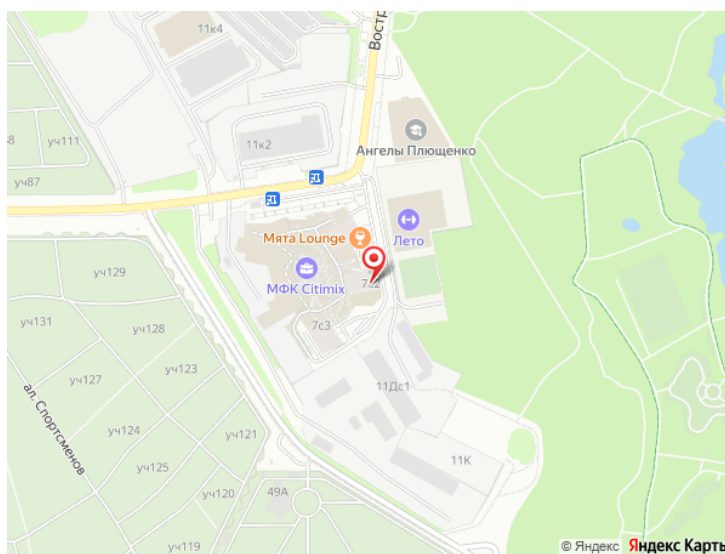 11к4
Востр
11к2
Ангелы Плющенко
уч111
88
уч87
Мята Lounge
Лето
МФК Citimix
7с2
7с3
уч129
уч131
уч128
уч127
уч123
ал. Спортсменов
уч124
уч121
уч125
уч120
49А
уч119
11Дс1
11К
© Яндекс Яндекс Карты